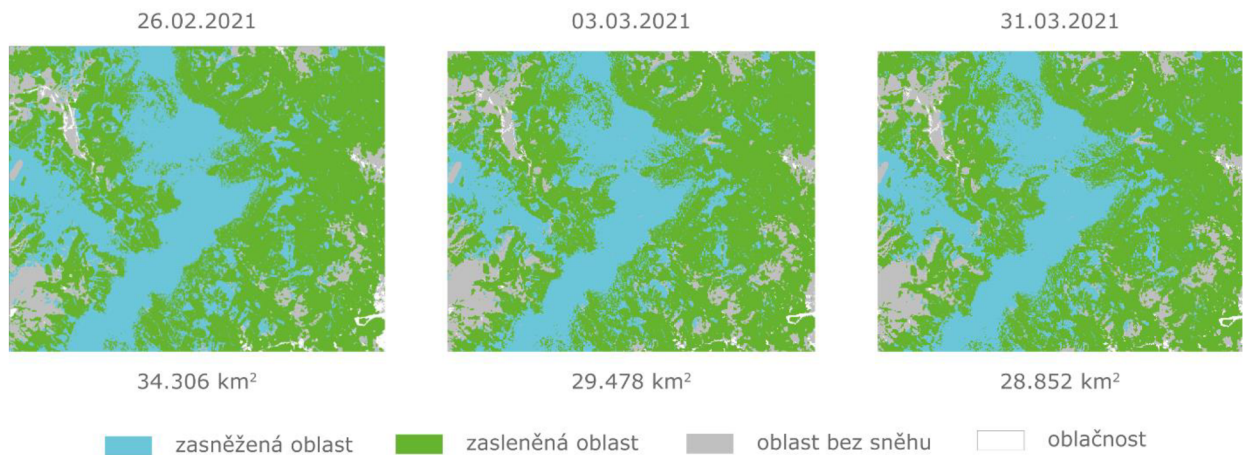 26.02.2021 03.03.2021 31.03.2021
34.306 km² 29.478 km² 28.852 km²
zasněžená oblast zasleněná oblast oblast bez sněhu oblačnost